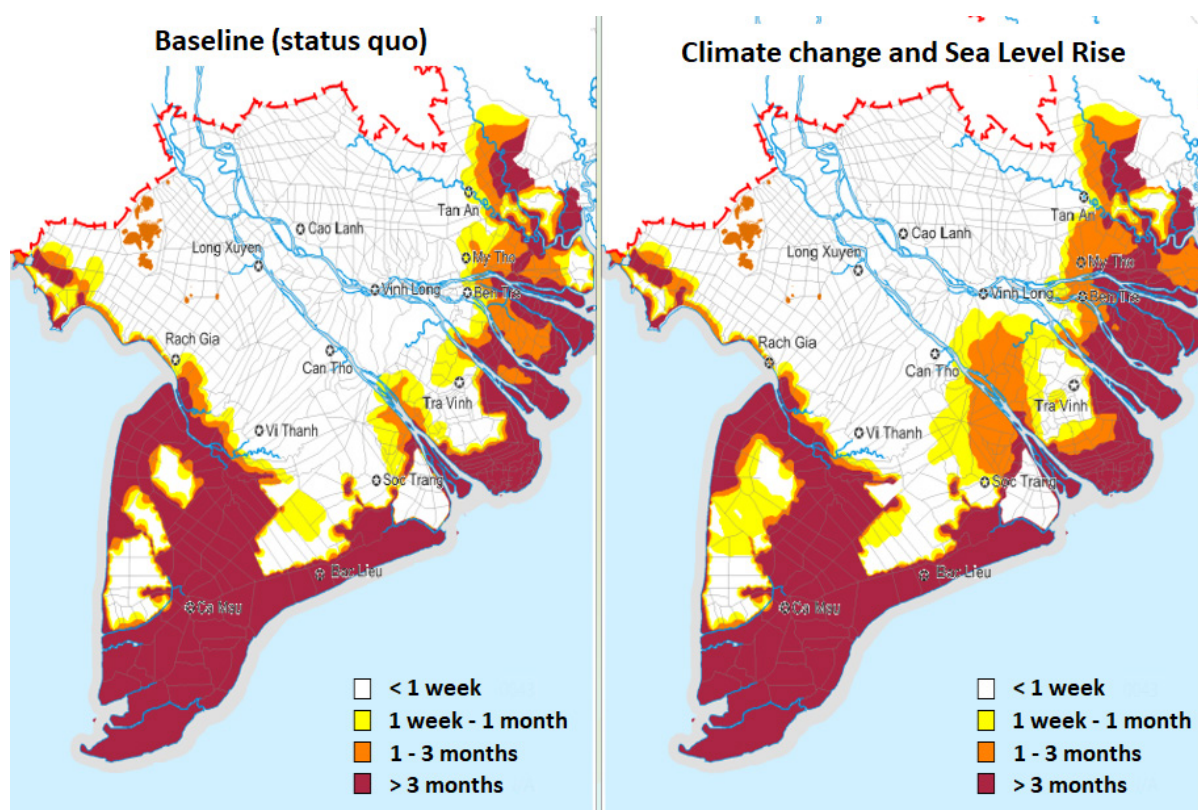 Baseline (status quo)
Tan An
Cao Lanh
Long Xuyen
My Tho
Vinh Long
Ben Tre
Rach Gia
Can Tho
Tra Vinh
Vi Thanh
Soc Trang
Bac Lieu
Ca Mau
< 1 week
1 week - 1 month
1 - 3 months
> 3 months
Climate change and Sea Level Rise
Tan An
Cao Lanh
Long Xuyen
My Tho
Vinh Long
Ben Tre
Rach Gia
Can Tho
Tra Vinh
Vi Thanh
Soc Trang
Bac Lieu
Ca Mau
< 1 week
1 week - 1 month
1 - 3 months
> 3 months